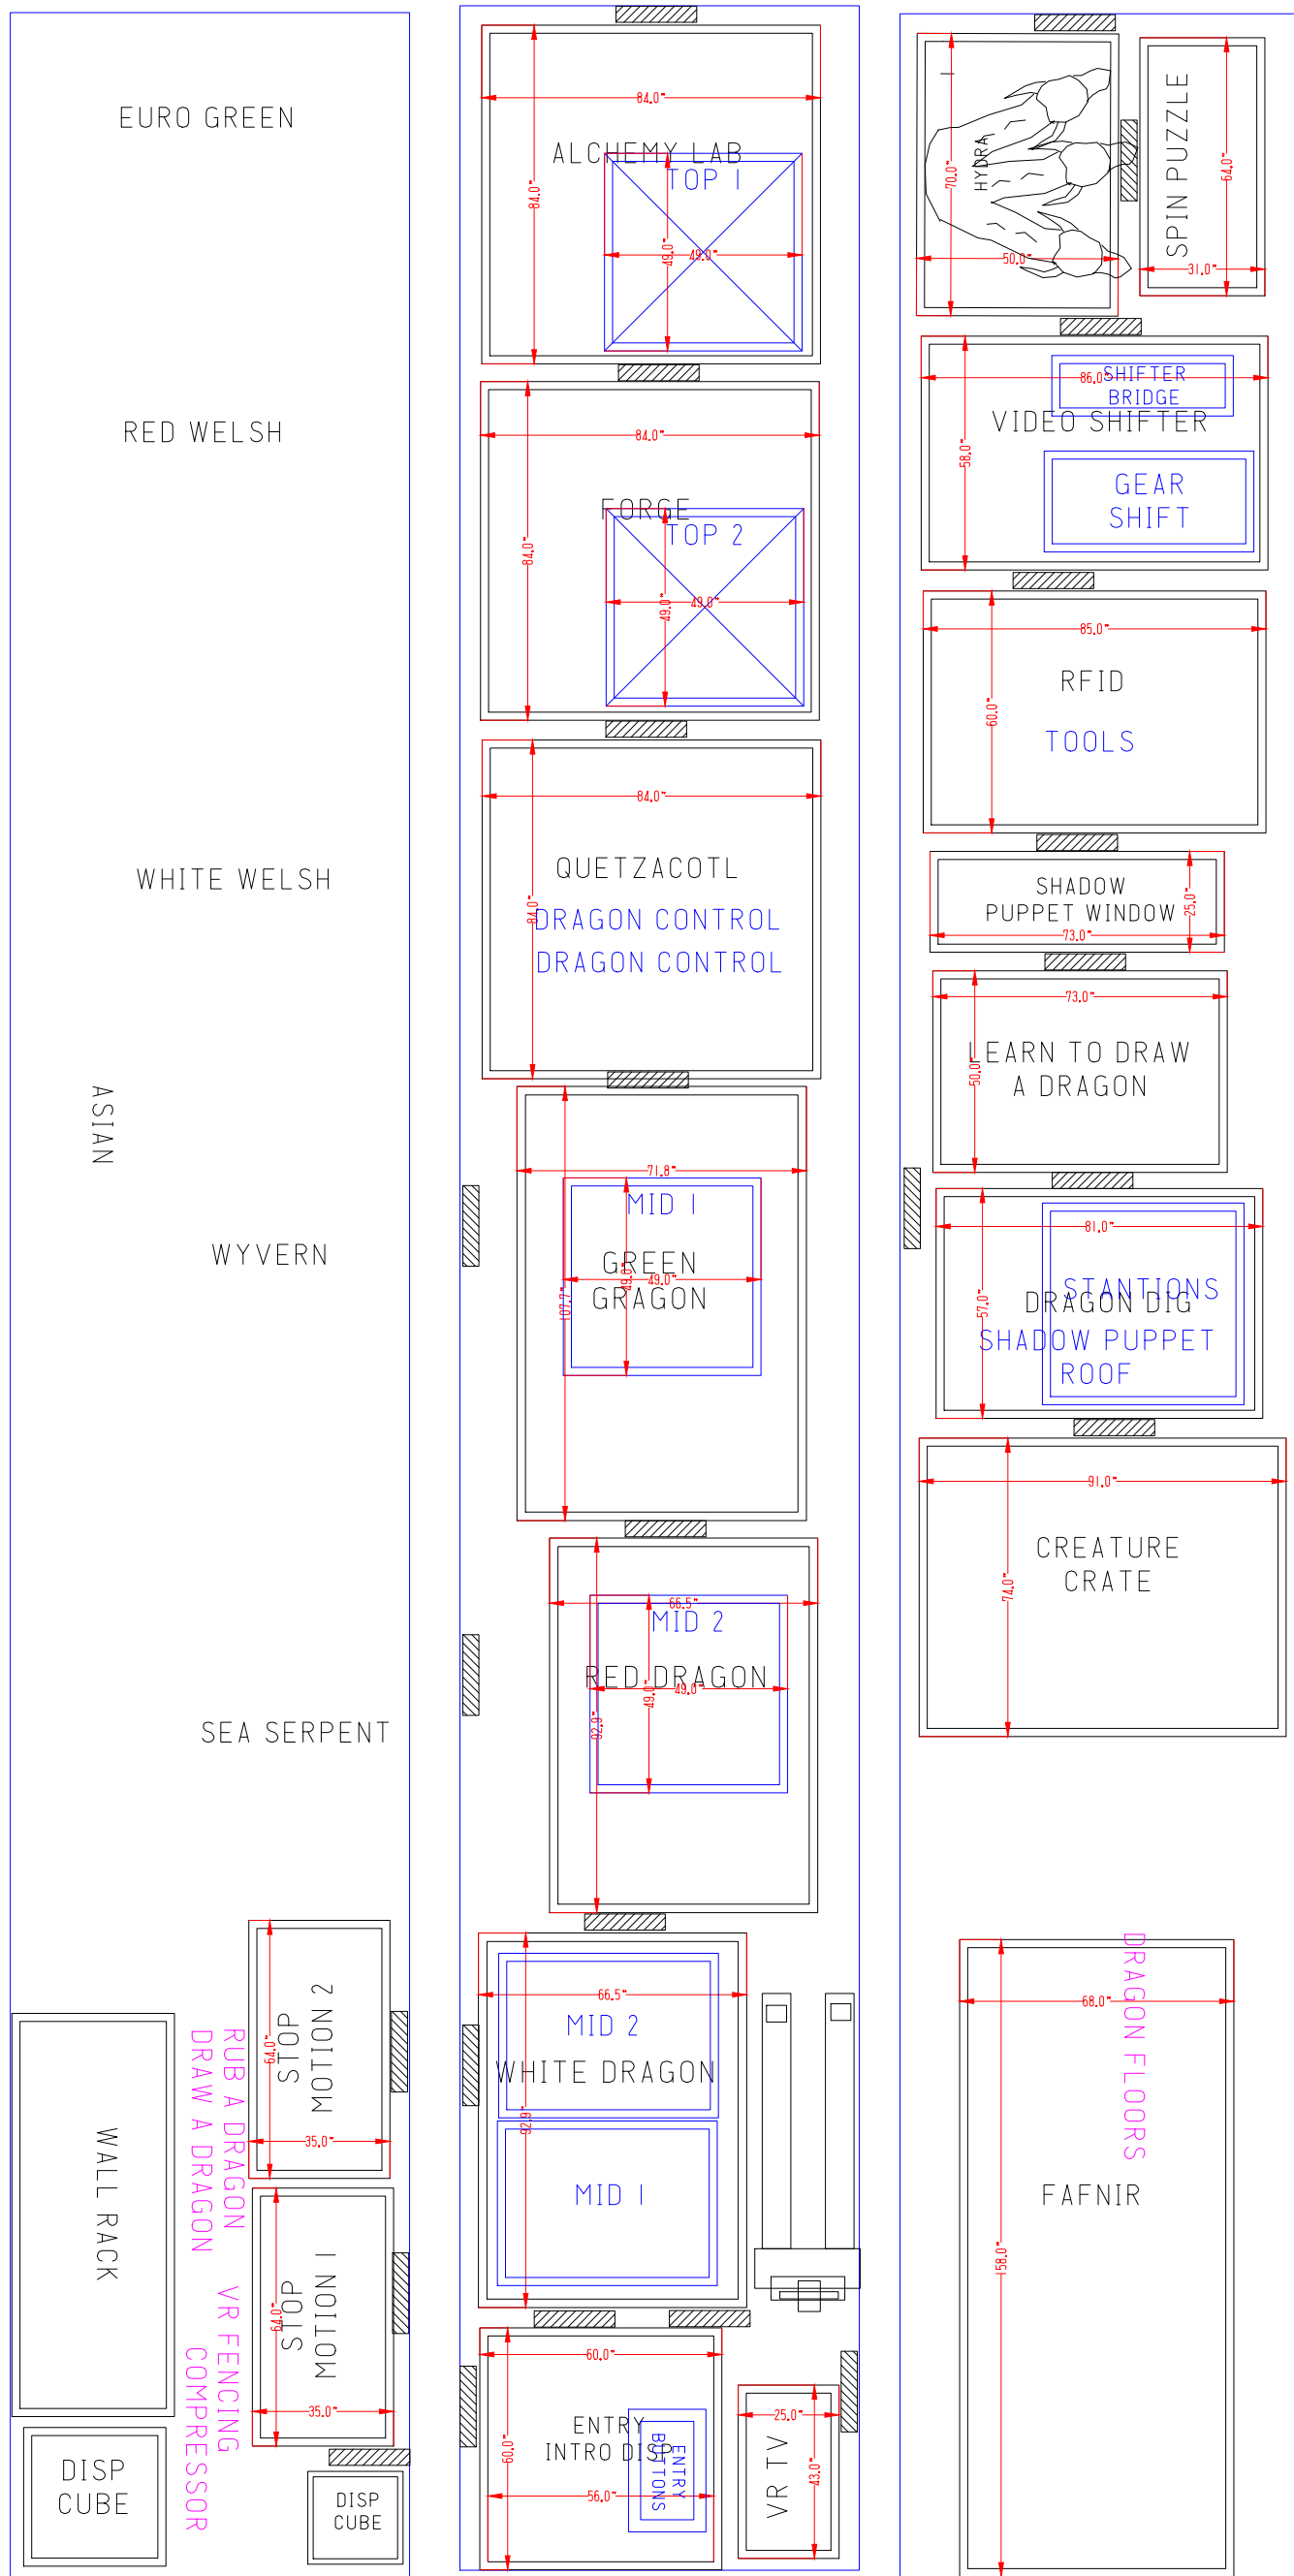 EURO GREEN
RED WELSH
WHITE WELSH
ASIAN
WYVERN
SEA SERPENT
STOP
MOTION 2
64.0"
35.0"
RUB A DRAGON
DRAW A DRAGON
WALL RACK
STOP
MOTION 1
64.0"
35.0"
VR FENCING
COMPRESSOR
DISP
CUBE
DISP
CUBE
84.0"
ALCHEMY LAB
TOP 1
84.0"
49.0"
49.0"
84.0"
FORGE
TOP 2
84.0"
49.0"
49.0"
84.0"
QUETZACOTL
DRAGON CONTROL
DRAGON CONTROL
84.0"
71.8"
MID 1
GREEN
GRAGON
49.0"
49.0"
107.7"
66.5"
MID 2
RED DRAGON
49.0"
49.0"
92.9"
66.5"
MID 2
WHITE DRAGON
92.9"
MID 1
60.0"
ENTRY
INTRO DISP
ENTRY
BUTTONS
60.0"
56.0"
25.0"
VR TV
43.0"
HYDRA
70.0"
50.0"
SPIN PUZZLE
64.0"
31.0"
86.0"
SHIFTER
BRIDGE
VIDEO SHIFTER
58.0"
GEAR
SHIFT
85.0"
RFID
TOOLS
60.0"
SHADOW
PUPPET WINDOW
25.0"
73.0"
73.0"
LEARN TO DRAW
A DRAGON
50.0"
81.0"
STANTIONS
DRAGON DIG
SHADOW PUPPET
ROOF
57.0"
91.0"
CREATURE
CRATE
74.0"
DRAGON FLOORS
68.0"
FAFNIR
158.0"